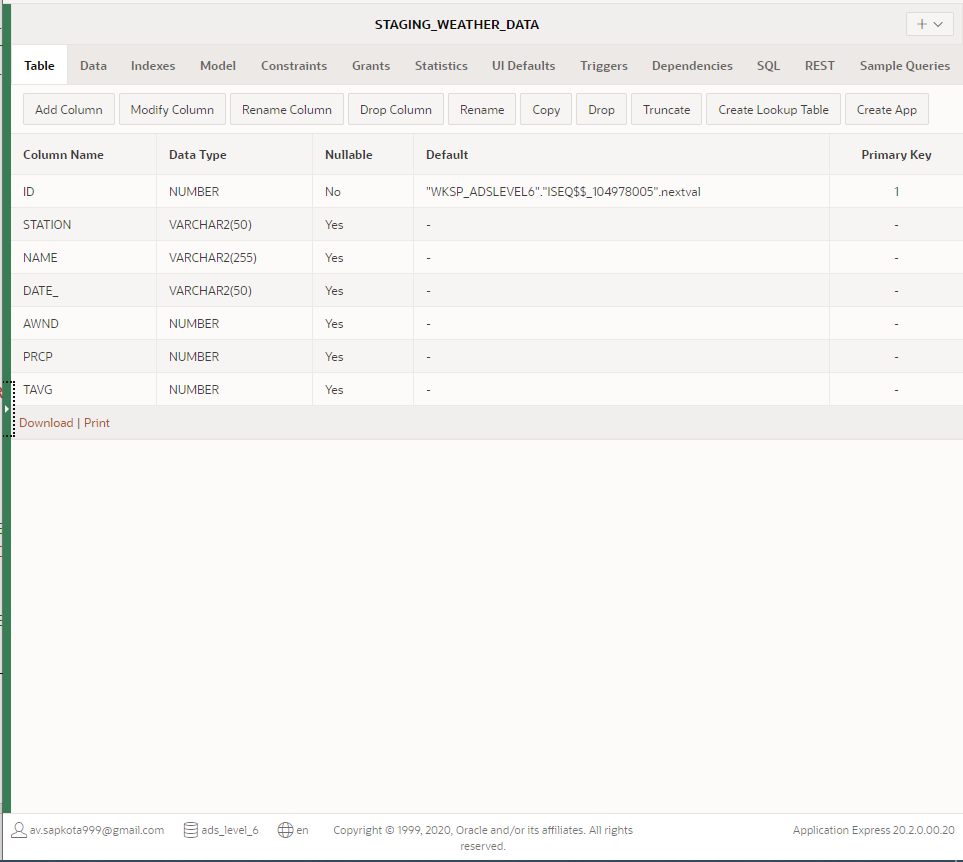 STAGING_WEATHER_DATA
Table Data Indexes Model Constraints Grants Statistics UI Defaults Triggers Dependencies SQL REST Sample Queries
Add Column Modify Column Rename Column Drop Column Rename Copy Drop Truncate Create Lookup Table Create App
Column Name Data Type Nullable Default Primary Key
ID NUMBER No "WKSP_ADSLEVEL6"."ISEQ$$_104978005".nextval 1
STATION VARCHAR2(50) Yes - -
NAME VARCHAR2(255) Yes - -
DATE_ VARCHAR2(50) Yes - -
AWND NUMBER Yes - -
PRCP NUMBER Yes - -
TAVG NUMBER Yes - -
Download | Print
av.sapkota999@gmail.com ads_level_6 en Copyright © 1999, 2020, Oracle and/or its affiliates. All rights Application Express 20.2.0.00.20
reserved.